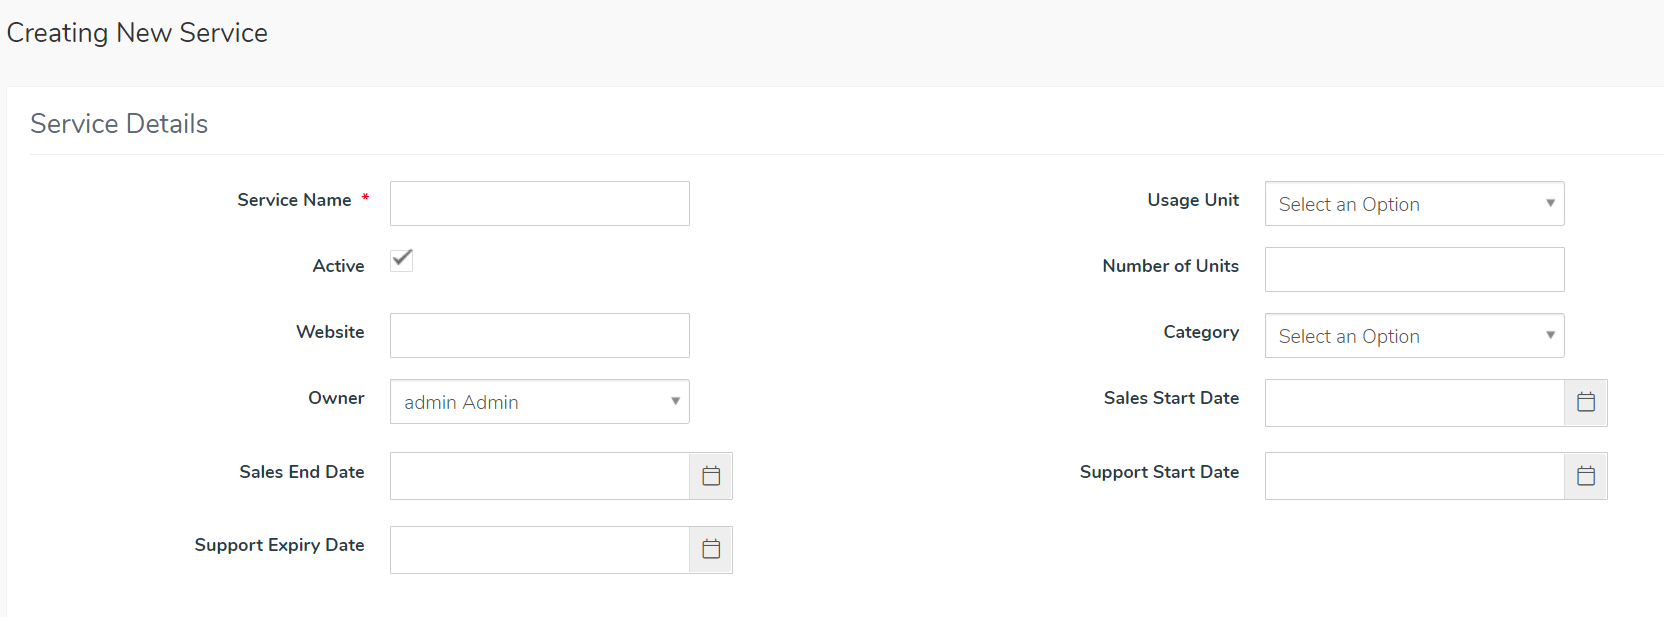 Creating New Service
Service Details
Service Name *
Usage Unit Select an Option
Active
Number of Units
Website
Category Select an Option
Owner admin Admin
Sales Start Date
Sales End Date
Support Start Date
Support Expiry Date